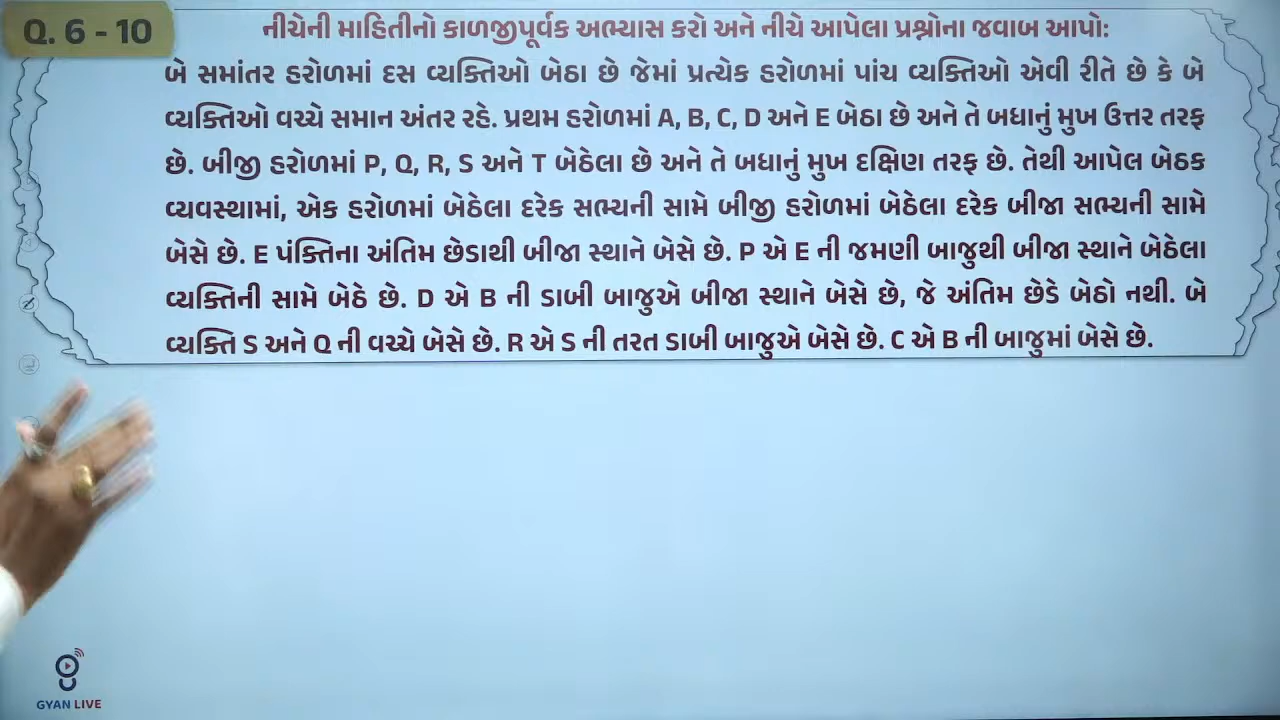 Q. 6 - 10
નીચેની માહિતીનો કાળજીપૂર્વક અભ્યાસ કરો અને નીચે આપેલા પ્રશ્નોના જવાબ આપો:
બે સમાંતર હરોળમાં દસ વ્યક્તિઓ બેઠા છે જેમાં પ્રત્યેક હરોળમાં પાંચ વ્યક્તિઓ એવી રીતે છે કે બે
વ્યક્તિઓ વચ્ચે સમાન અંતર રહે. પ્રથમ હરોળમાં A, B, C, D અને E બેઠા છે અને તે બધાનું મુખ ઉત્તર તરફ
છે. બીજી હરોળમાં P, Q, R, S અને T બેઠેલા છે અને તે બધાનું મુખ દક્ષિણ તરફ છે. તેથી આપેલ બેઠક
વ્યવસ્થામાં, એક હરોળમાં બેઠેલા દરેક સભ્યની સામે બીજી હરોળમાં બેઠેલા દરેક બીજા સભ્યની સામે
બેસે છે. E પંક્તિના અંતિમ છેડાથી બીજા સ્થાને બેસે છે. P એ E ની જમણી બાજુથી બીજા સ્થાને બેઠેલા
વ્યક્તિની સામે બેઠે છે. D એ B ની ડાબી બાજુએ બીજા સ્થાને બેસે છે, જે અંતિમ છેડે બેઠો નથી. બે
વ્યક્તિ S અને Q ની વચ્ચે બેસે છે. R એ S ની તરત ડાબી બાજુએ બેસે છે. C એ B ની બાજુમાં બેસે છે.
GYAN LIVE